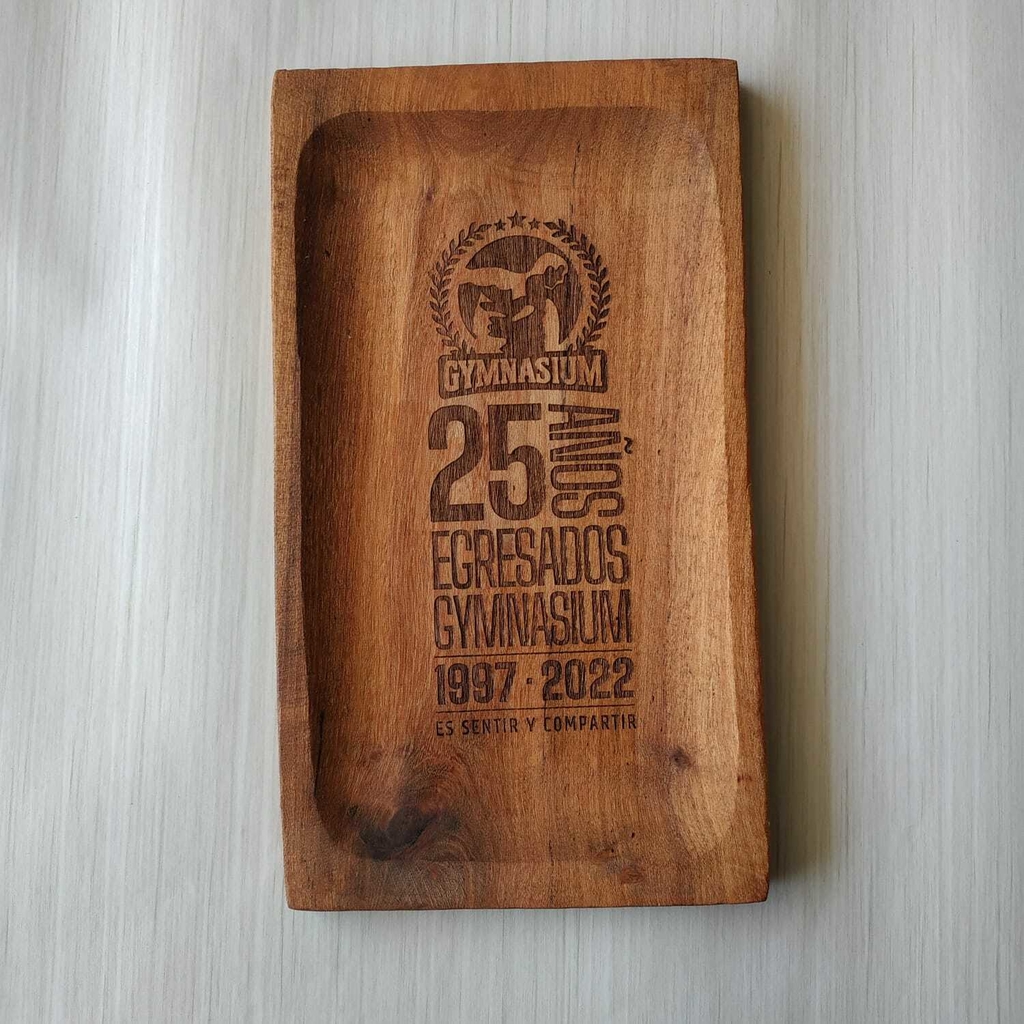 GYMNASIUM
25 AÑOS
EGRESADOS
GYMNASIUM
1997 · 2022
ES SENTIR Y COMPARTIR